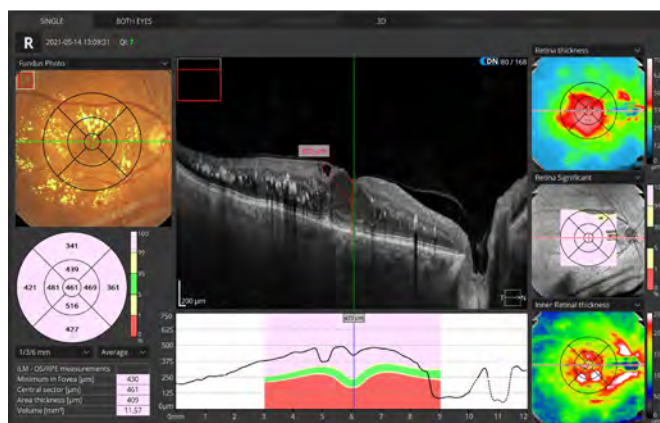 SINGLE BOTH EYES 3D
R 2021-05-14 13:09:31 QI: 7
Fundus Photo
DN 80 / 168
Retina thickness
Retina Significant
Inner Retinal thickness
200 µm
T N
341
439
421 481 461 469 361
516
427
100
%
1/3/6 mm Average
ILM - OS/RPE measurements
Minimum in Fovea [µm] 430
Central sector [µm] 461
Area thickness [µm] 409
Volume [mm³] 11.57
750
625
500
375
250
125
0µm
0mm 1 2 3 4 5 6 7 8 9 10 11 12